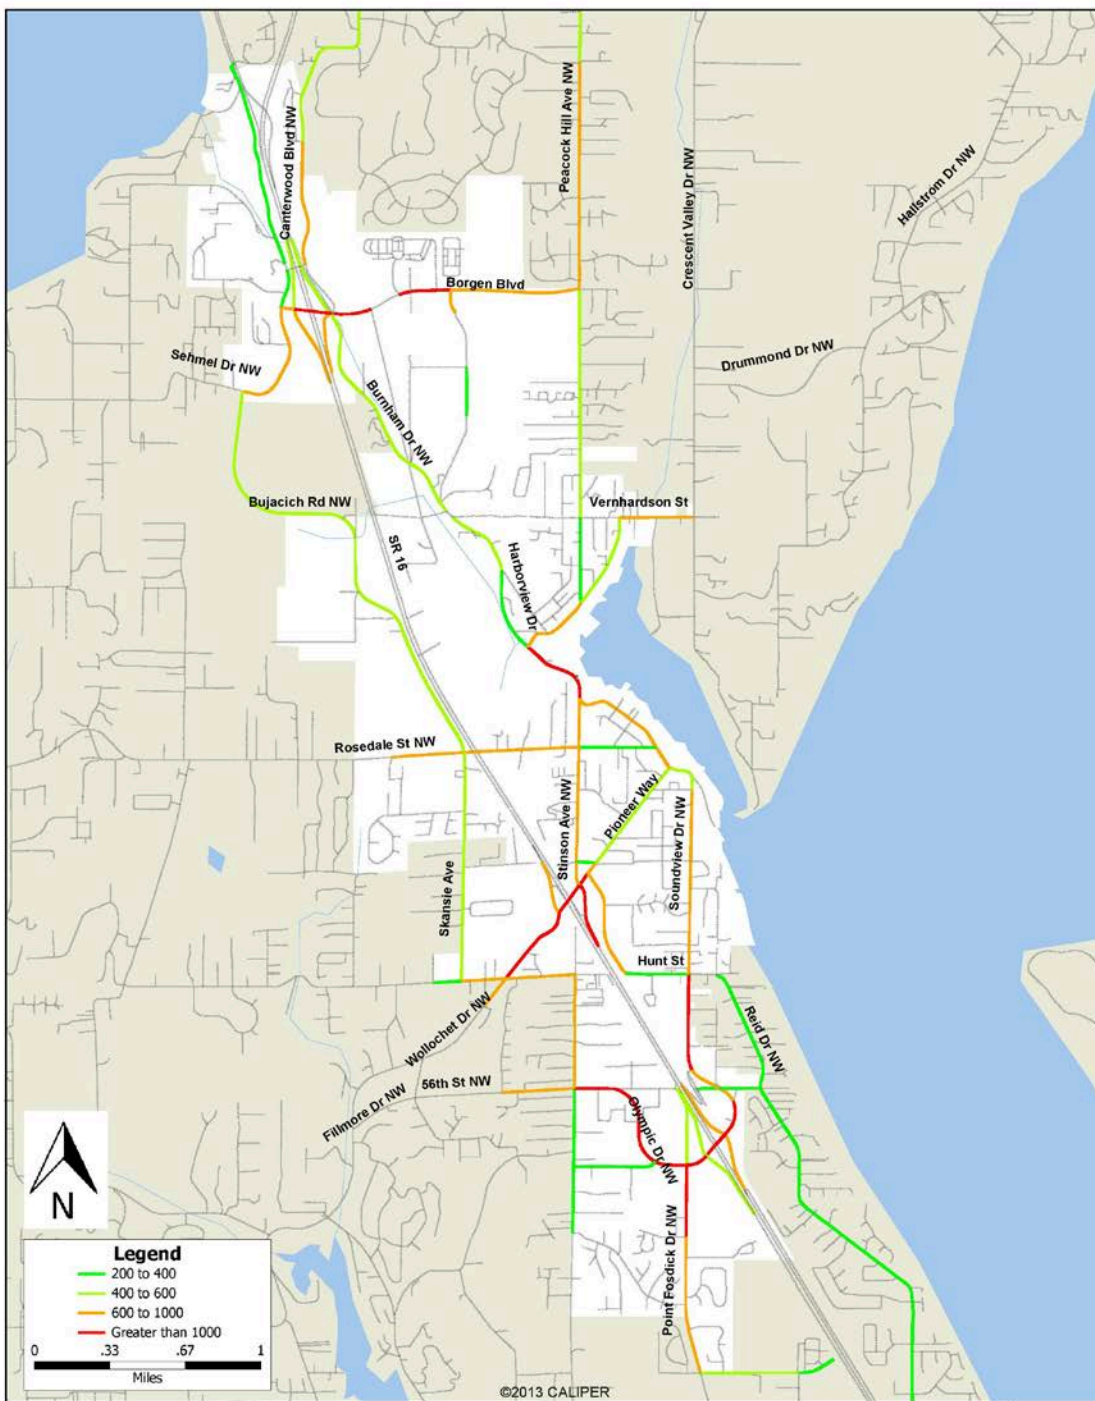 Canterwood Blvd NW
Peacock Hill Ave NW
Crescent Valley Dr NW
Hallstrom Dr NW
Borgen Blvd
Sehmel Dr NW
Drummond Dr NW
Burnham Dr NW
Bujacich Rd NW
Vernhardson St
SR 16
Harborview Dr
Rosedale St NW
Stinson Ave NW
Pioneer Way
Soundview Dr NW
Skansie Ave
Hunt St
Wollochet Dr NW
Reid Dr NW
56th St NW
Fillmore Dr NW
Olympic Dr NW
Point Fosdick Dr NW
N
Legend
200 to 400
400 to 600
600 to 1000
Greater than 1000
0 .33 .67 1
Miles
©2013 CALIPER